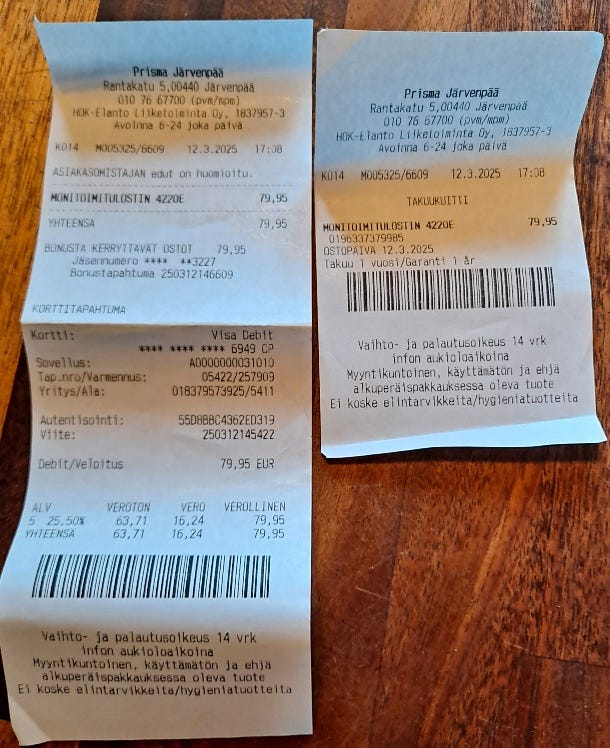 Prisma Järvenpää
Rantakatu 5,00440 Järvenpää
010 76 67700 (pvm/mpm)
HOK-Elanto Liiketoiminta Oy, 1837957-3
Avoinna 6-24 joka päivä
K014 M005325/6609 12.3.2025 17:08
ASIAKASOMISTAJAN edut on huomioitu.
MONITOIMITULOSTIN 4220E 79,95
YHTEENSÄ 79,95
BONUSTA KERRYTTÄVÄT OSTOT 79,95
Jäsennumero **** **3227
Bonustapahtuma 250312146609
KORTTITAPAHTUMA
Kortti: Visa Debit
**** **** **** 6949 CP
Sovellus: A0000000031010
Tap.nro/Varmennus: 05422/257909
Yritys/Ala: 018379573925/5411
Autentisointi: 55D8BBC4362ED319
Viite: 250312145422
Debit/Veloitus 79,95 EUR
ALV VEROTON VERO VEROLLINEN
5 25,50% 63,71 16,24 79,95
YHTEENSÄ 63,71 16,24 79,95
Vaihto- ja palautusoikeus 14 vrk
infon aukioloaikoina
Myyntikuntoinen, käyttämätön ja ehjä
alkuperäispakkauksessa oleva tuote
Ei koske elintarvikkeita/hygieniatuotteita
Prisma Järvenpää
Rantakatu 5,00440 Järvenpää
010 76 67700 (pvm/mpm)
HOK-Elanto Liiketoiminta Oy, 1837957-3
Avoinna 6-24 joka päivä
K014 M005325/6609 12.3.2025 17:08
TAKUUKUITTI
MONITOIMITULOSTIN 4220E 79,95
0196337379985
OSTOPÄIVÄ 12.3.2025
Takuu 1 vuosi/Garanti 1 år
Vaihto- ja palautusoikeus 14 vrk
infon aukioloaikoina
Myyntikuntoinen, käyttämätön ja ehjä
alkuperäispakkauksessa oleva tuote
Ei koske elintarvikkeita/hygieniatuotteita